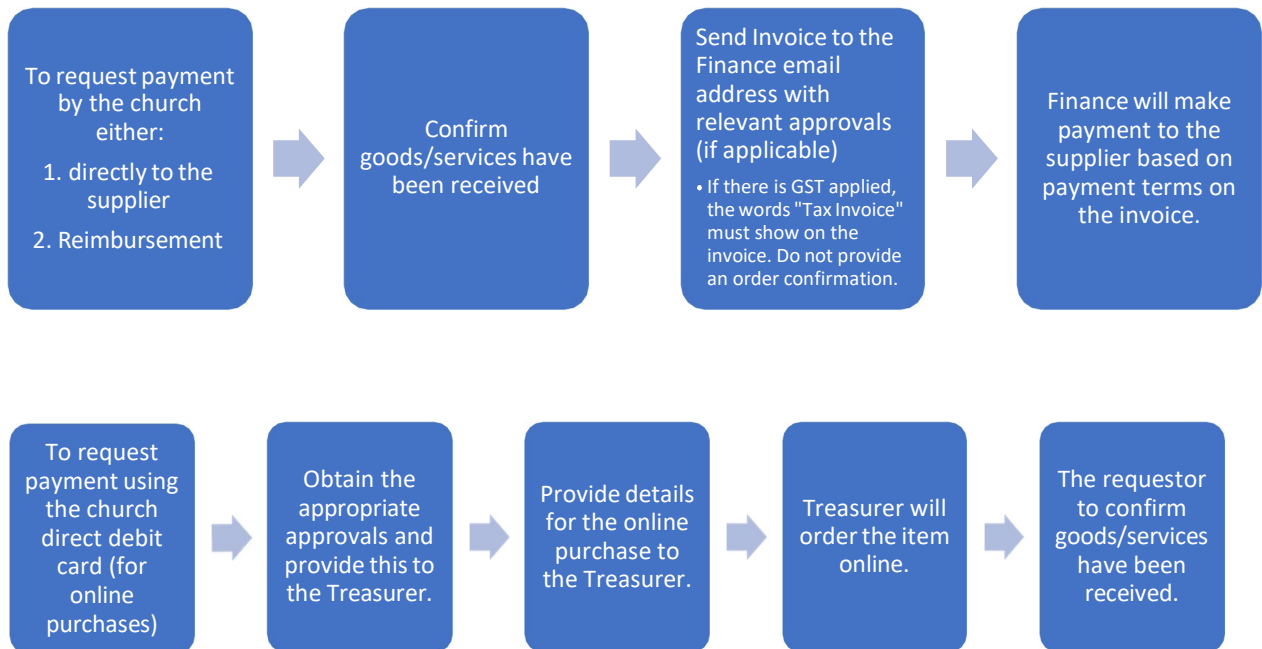 To request payment
by the church
either:
1. directly to the
supplier
2. Reimbursement
Confirm
goods/services have
been received
Send Invoice to the
Finance email
address with
relevant approvals
(if applicable)
• If there is GST applied,
the words "Tax Invoice"
must show on the
invoice. Do not provide
an order confirmation.
Finance will make
payment to the
supplier based on
payment terms on
the invoice.
To request
payment using
the church
direct debit
card (for
online
purchases)
Obtain the
appropriate
approvals and
provide this to
the Treasurer.
Provide details
for the online
purchase to
the Treasurer.
Treasurer will
order the item
online.
The requestor
to confirm
goods/services
have been
received.